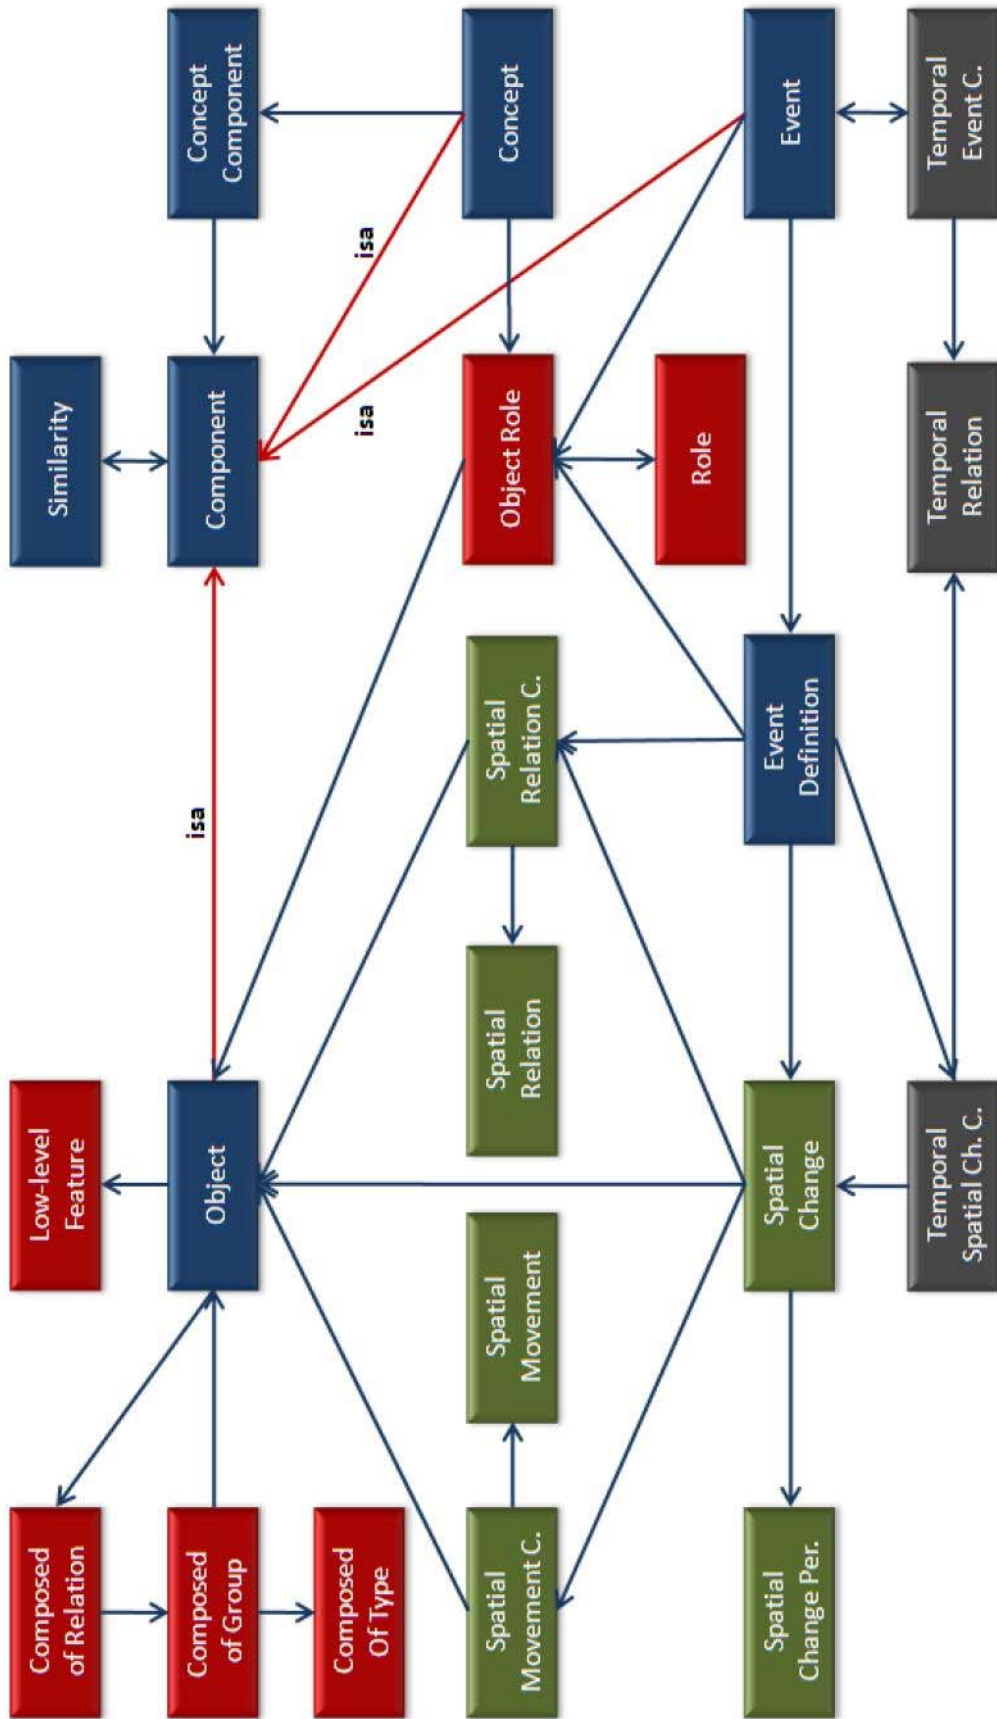 Composed
of Relation
Low-level
Feature
Similarity
Composed
of Group
Object
isa
Component
Concept
Component
Composed
Of Type
isa
isa
Spatial
Movement C.
Spatial
Movement
Spatial
Relation
Spatial
Relation C.
Object Role
Concept
Role
Spatial
Change Per.
Spatial
Change
Event
Definition
Event
Temporal
Spatial Ch. C.
Temporal
Relation
Temporal
Event C.